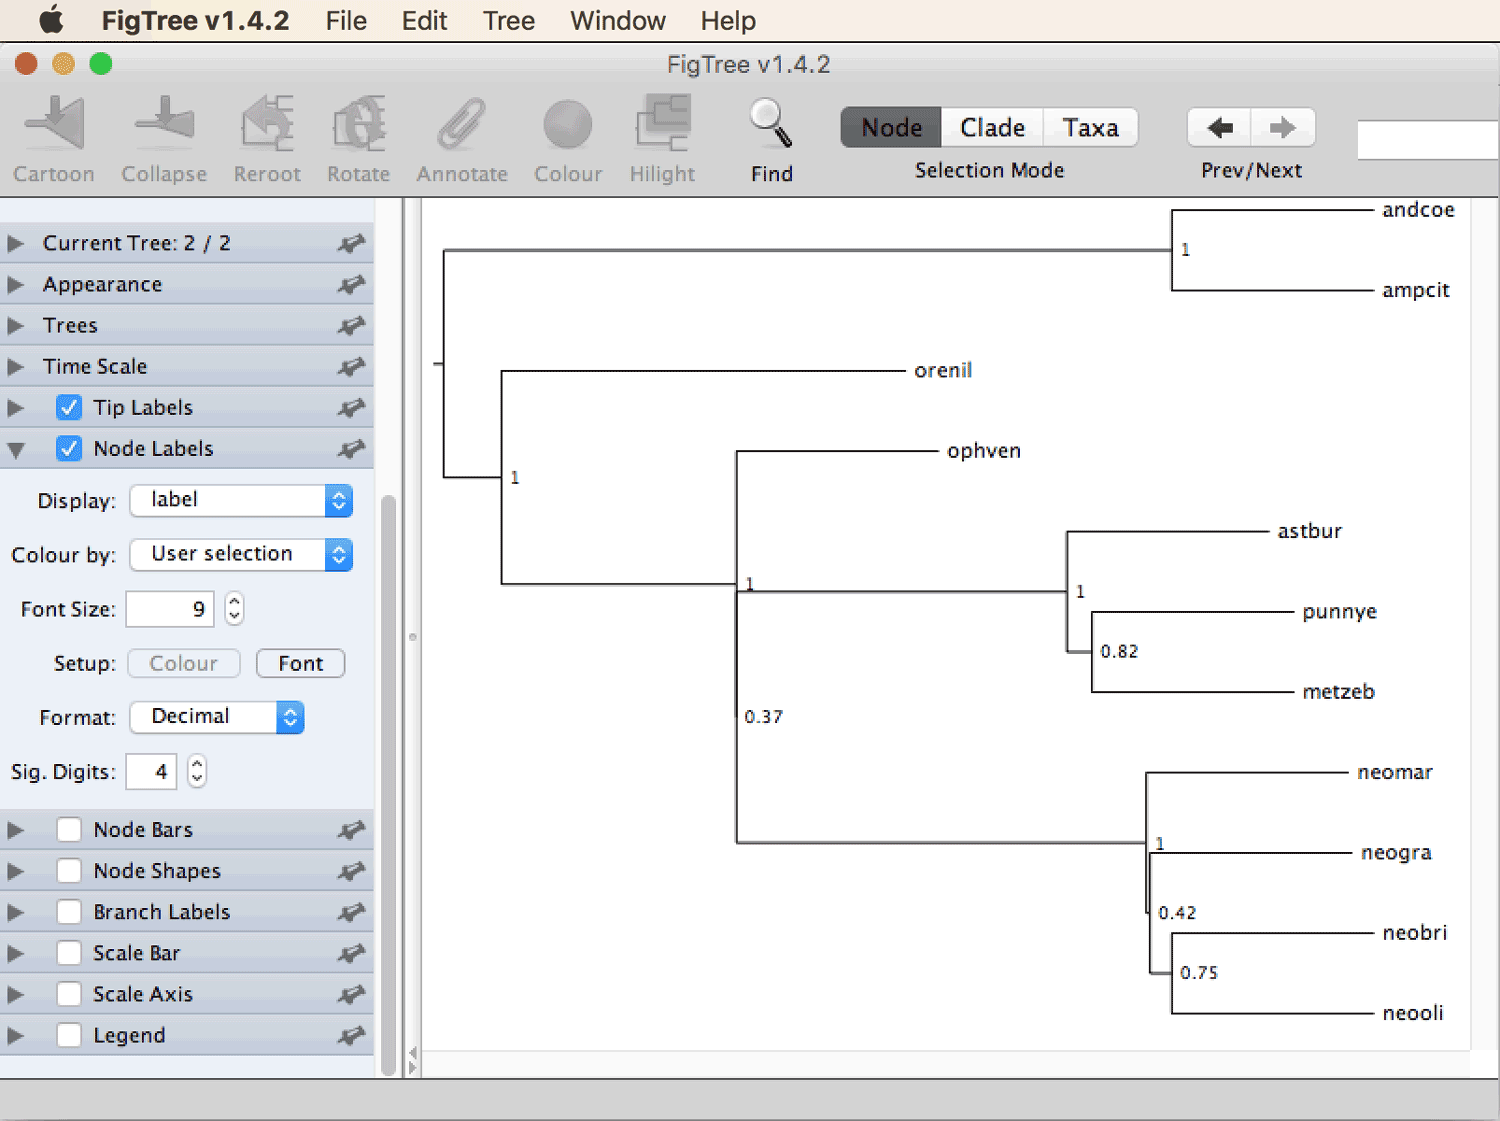 FigTree v1.4.2 File Edit Tree Window Help
FigTree v1.4.2
Cartoon Collapse Reroot Rotate Annotate Colour Hilight Find
Node Clade Taxa
Selection Mode
Prev/Next
Current Tree: 2 / 2
Appearance
Trees
Time Scale
Tip Labels
Node Labels
Display: label
Colour by: User selection
Font Size: 9
Setup: Colour Font
Format: Decimal
Sig. Digits: 4
Node Bars
Node Shapes
Branch Labels
Scale Bar
Scale Axis
Legend
andcoe
1
ampcit
orenil
ophven
1
astbur
1
1
punnye
0.82
metzeb
0.37
neomar
1
neogra
0.42
neobri
0.75
neooli